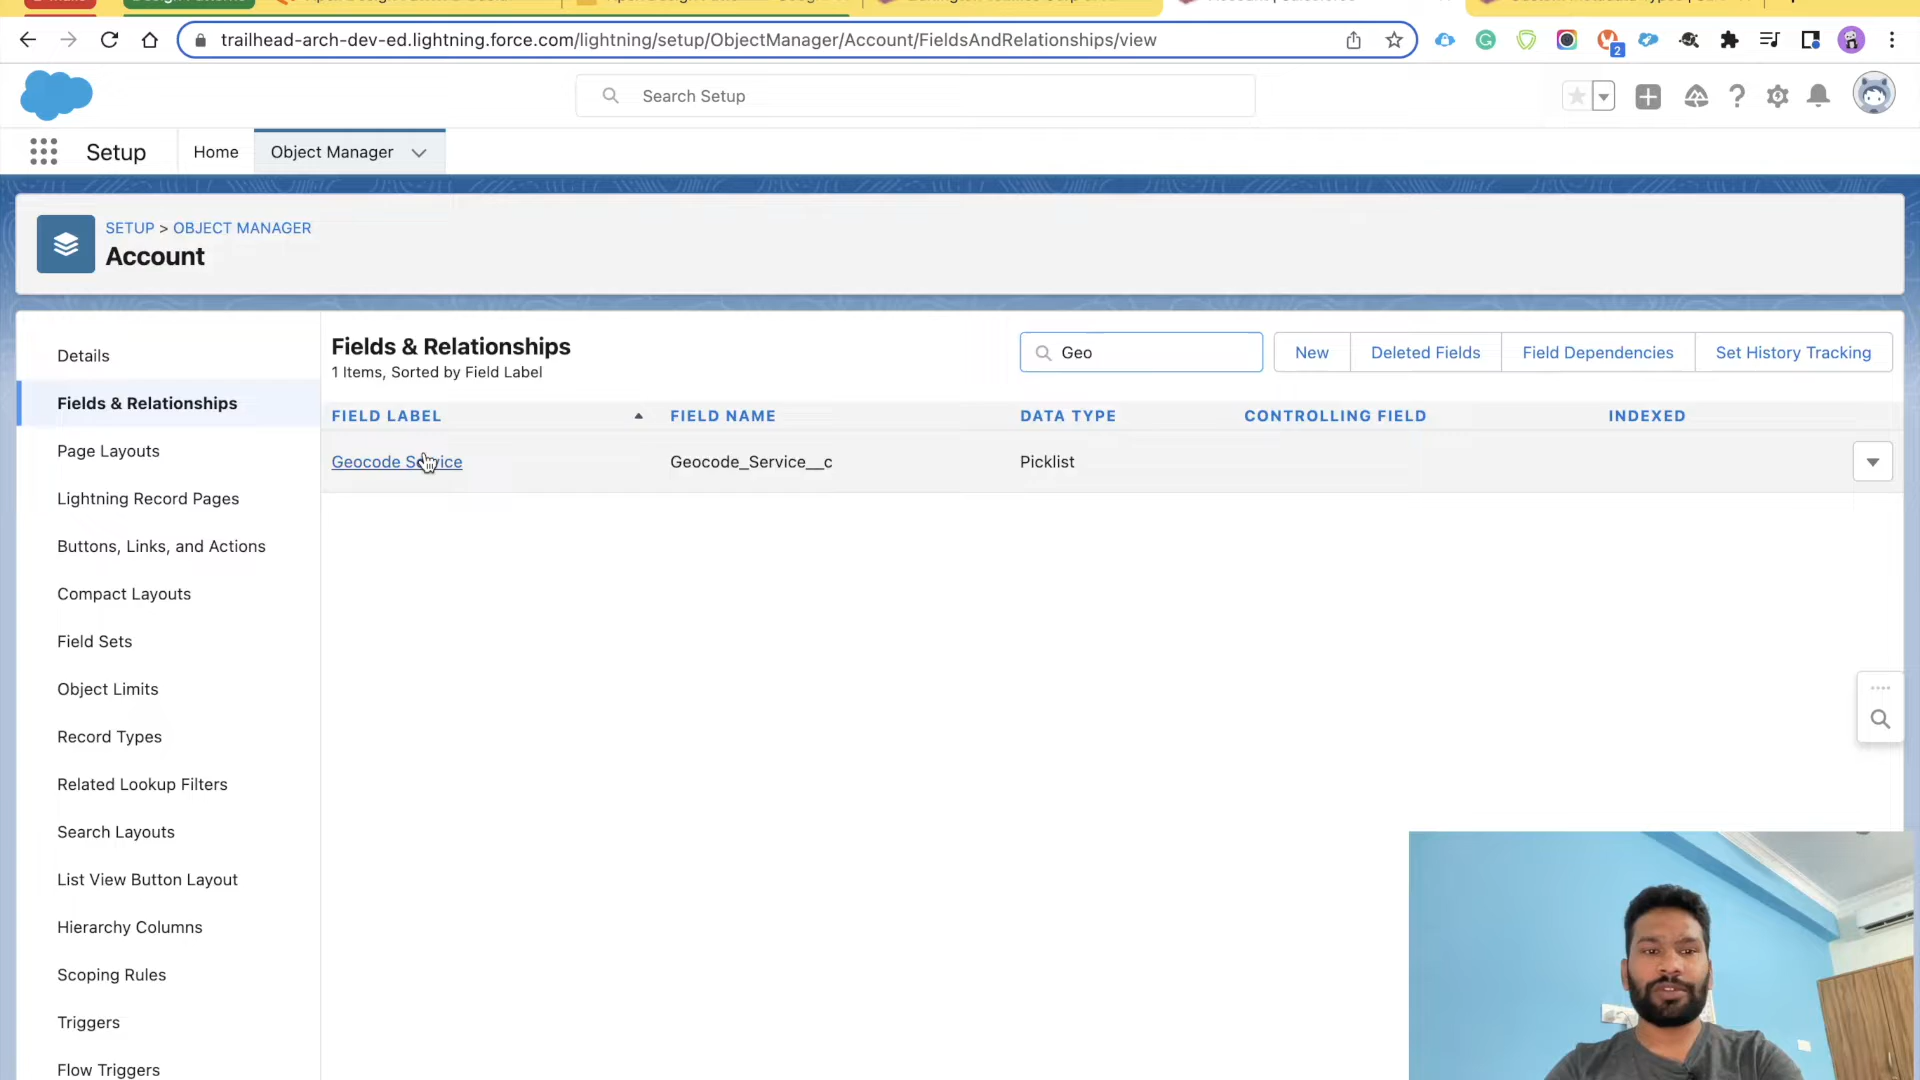 trailhead-arch-dev-ed.lightning.force.com/lightning/setup/ObjectManager/Account/FieldsAndRelationships/view
2
Search Setup
Setup
Home
Object Manager
SETUP > OBJECT MANAGER
Account
Details
Fields & Relationships
Page Layouts
Lightning Record Pages
Buttons, Links, and Actions
Compact Layouts
Field Sets
Object Limits
Record Types
Related Lookup Filters
Search Layouts
List View Button Layout
Hierarchy Columns
Scoping Rules
Triggers
Flow Triggers
Fields & Relationships
1 Items, Sorted by Field Label
Geo
New
Deleted Fields
Field Dependencies
Set History Tracking
FIELD LABEL
FIELD NAME
DATA TYPE
CONTROLLING FIELD
INDEXED
Geocode Service
Geocode_Service__c
Picklist